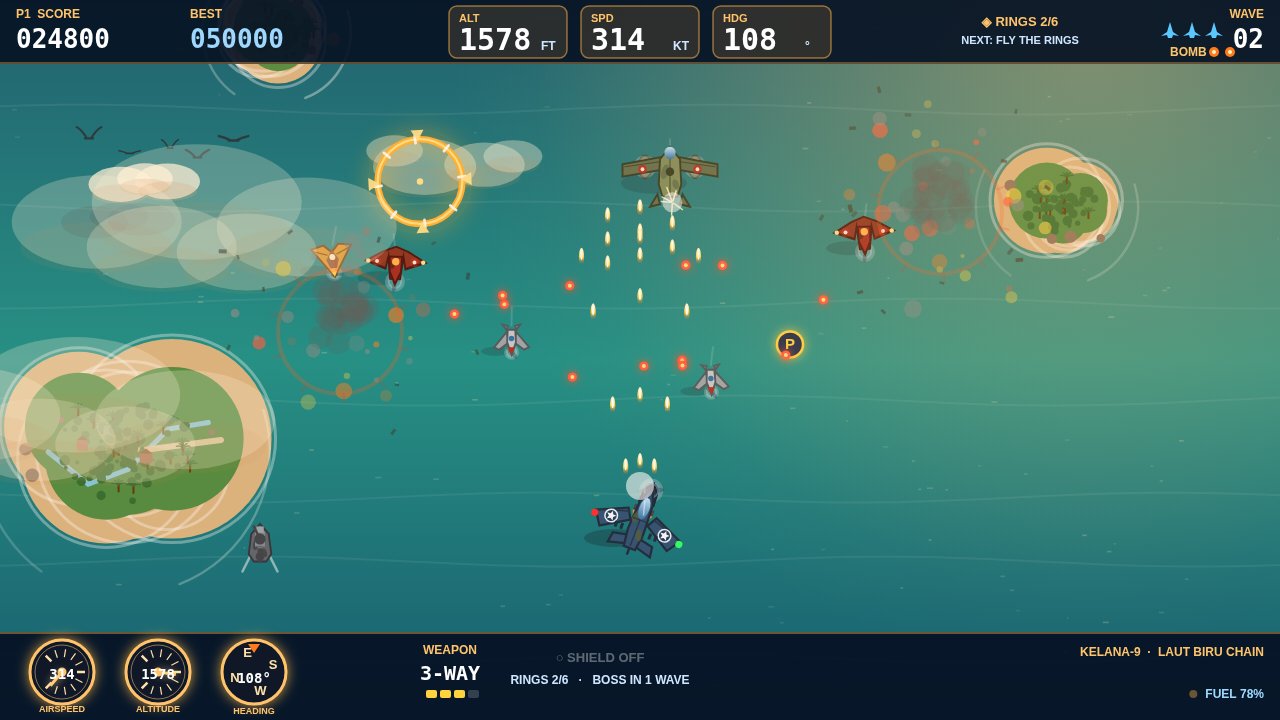 P1 SCORE
024800
BEST
050000
ALT
1578 FT
SPD
314 KT
HDG
108 °
◈ RINGS 2/6
NEXT: FLY THE RINGS
WAVE
02
BOMB
P
314
AIRSPEED
1578
ALTITUDE
E
S
N
108°
W
HEADING
WEAPON
3-WAY
○ SHIELD OFF
RINGS 2/6 · BOSS IN 1 WAVE
KELANA-9 · LAUT BIRU CHAIN
FUEL 78%